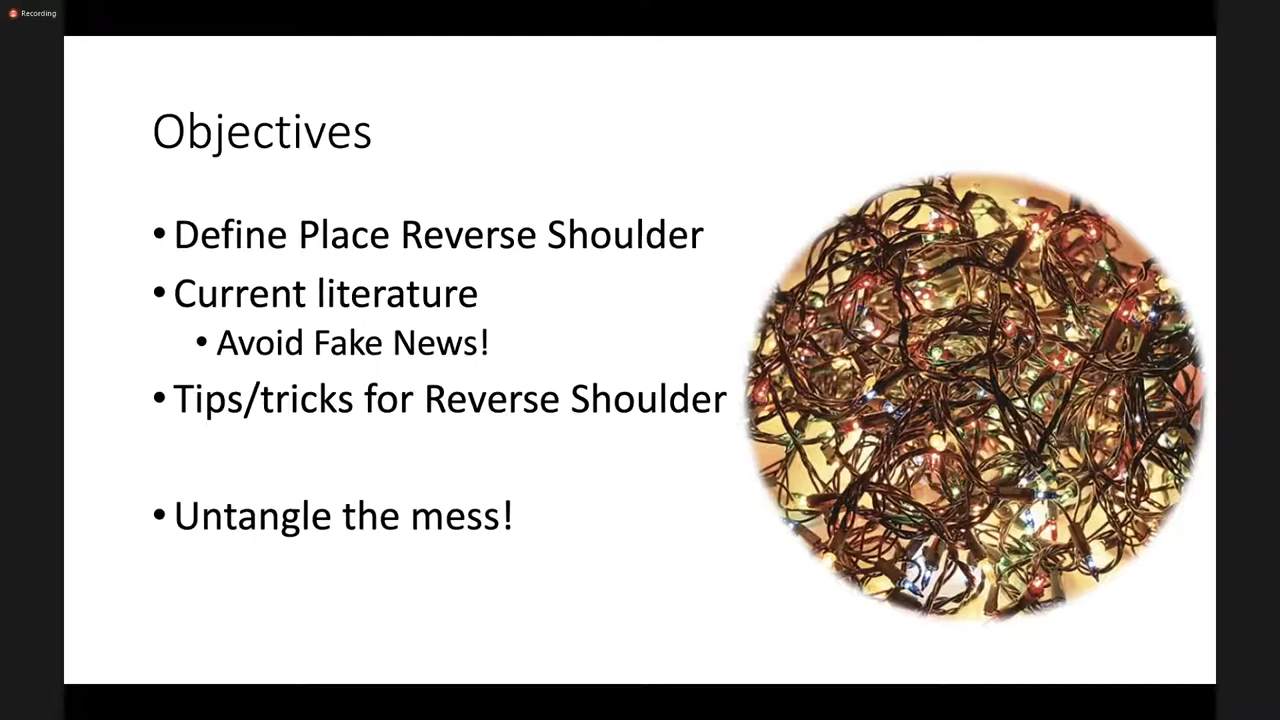 Recording
Objectives
• Define Place Reverse Shoulder
• Current literature
• Avoid Fake News!
• Tips/tricks for Reverse Shoulder
• Untangle the mess!